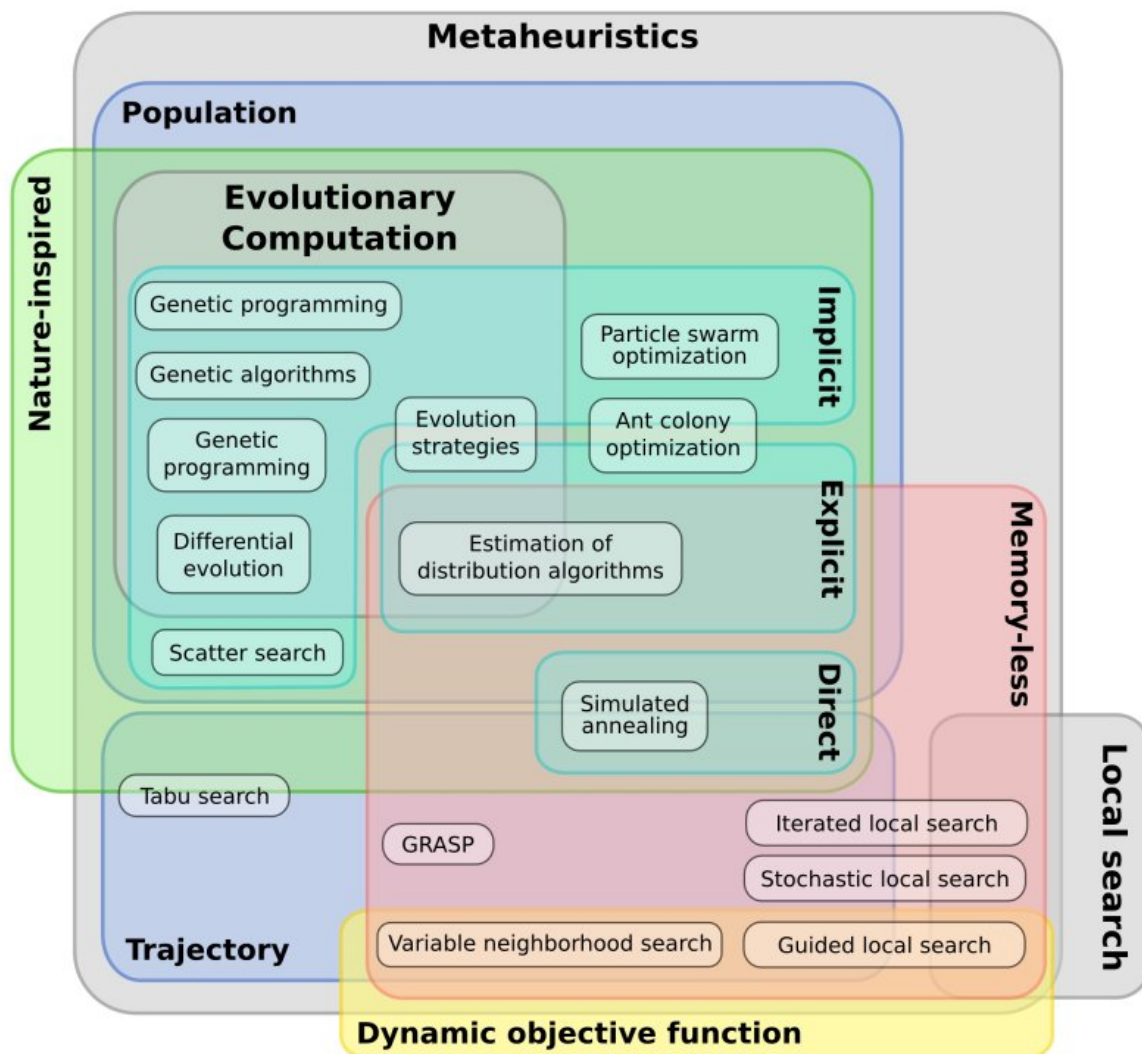 Metaheuristics
Population
Nature-inspired
Evolutionary
Computation
Implicit
Genetic programming
Particle swarm
optimization
Genetic algorithms
Evolution
strategies
Ant colony
optimization
Genetic
programming
Explicit
Memory-less
Differential
evolution
Estimation of
distribution algorithms
Scatter search
Direct
Simulated
annealing
Local search
Tabu search
GRASP
Iterated local search
Stochastic local search
Trajectory
Variable neighborhood search
Guided local search
Dynamic objective function